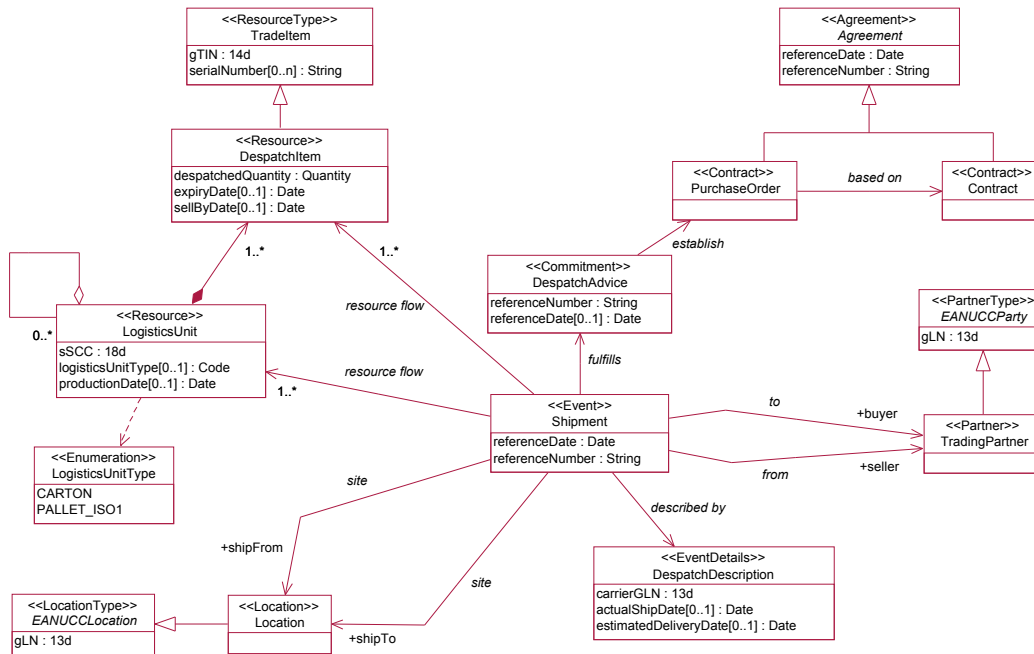 <<ResourceType>>
TradeItem
gTIN : 14d
serialNumber[0..n] : String
<<Agreement>>
Agreement
referenceDate : Date
referenceNumber : String
<<Resource>>
DespatchItem
despatchedQuantity : Quantity
expiryDate[0..1] : Date
sellByDate[0..1] : Date
<<Contract>>
PurchaseOrder
based on
<<Contract>>
Contract
1..*
1..*
establish
resource flow
<<Commitment>>
DespatchAdvice
referenceNumber : String
referenceDate[0..1] : Date
0..*
<<Resource>>
LogisticsUnit
sSCC : 18d
logisticsUnitType[0..1] : Code
productionDate[0..1] : Date
<<PartnerType>>
EANUCCParty
gLN : 13d
resource flow
1..*
fulfills
<<Event>>
Shipment
referenceDate : Date
referenceNumber : String
to
+buyer
<<Partner>>
TradingPartner
from
+seller
<<Enumeration>>
LogisticsUnitType
CARTON
PALLET_ISO1
site
described by
+shipFrom
<<EventDetails>>
DespatchDescription
carrierGLN : 13d
actualShipDate[0..1] : Date
estimatedDeliveryDate[0..1] : Date
site
<<LocationType>>
EANUCCLocation
gLN : 13d
<<Location>>
Location
+shipTo